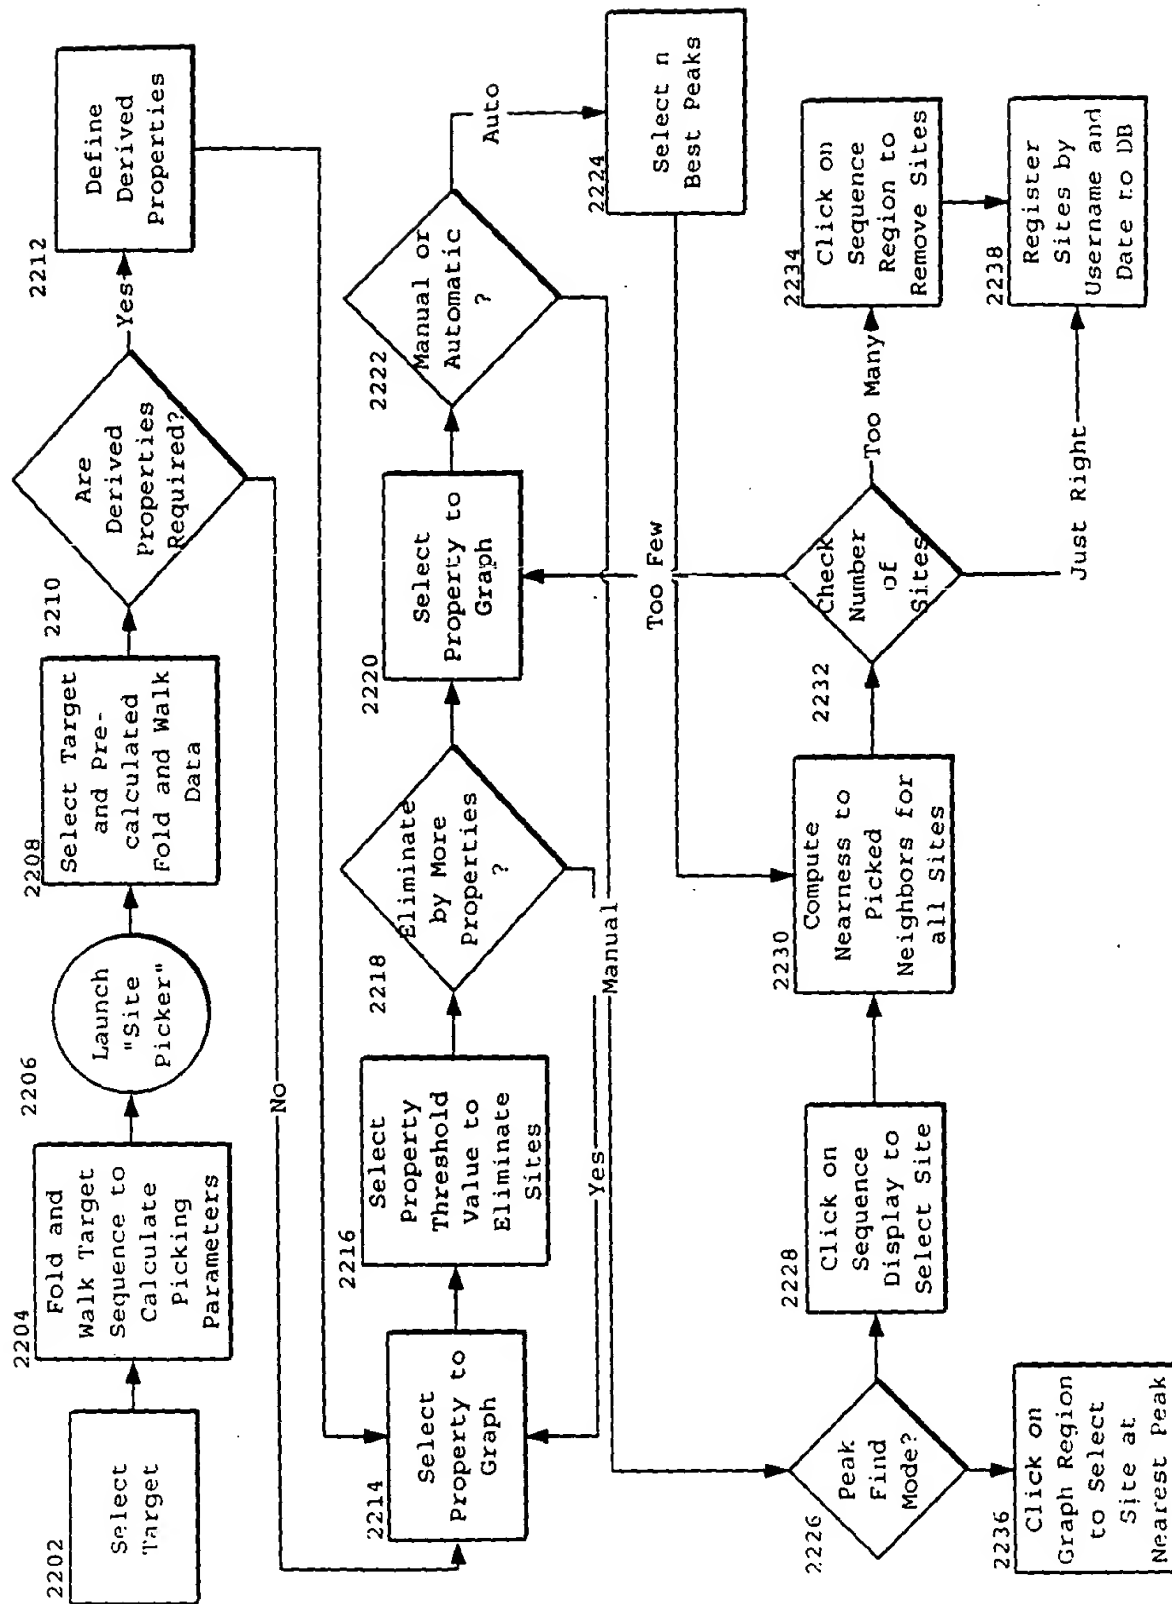 2202
Select
Target
2204
Fold and
Walk Target
Sequence to
Calculate
Picking
Parameters
2206
Launch
"Site
Picker"
2208
Select Target
and Pre-
calculated
Fold and Walk
Data
2210
Are
Derived
Properties
Required?
Yes
2212
Define
Derived
Properties
No
2214
Select
Property to
Graph
2216
Select
Property
Threshold
Value to
Eliminate
Sites
2218
Eliminate
by More
Properties
?
Yes
2220
Select
Property to
Graph
2222
Manual or
Automatic
?
Auto
Manual
2224
Select n
Best Peaks
2226
Peak
Find
Mode?
2228
Click on
Sequence
Display to
Select Site
2230
Compute
Nearness to
Picked
Neighbors for
all Sites
2232
Check
Number
of
Sites
Too Few
Too Many
Just Right
2234
Click on
Sequence
Region to
Remove Sites
2236
Click on
Graph Region
to Select
Site at
Nearest Peak
2238
Register
Sites by
Username and
Date to DB